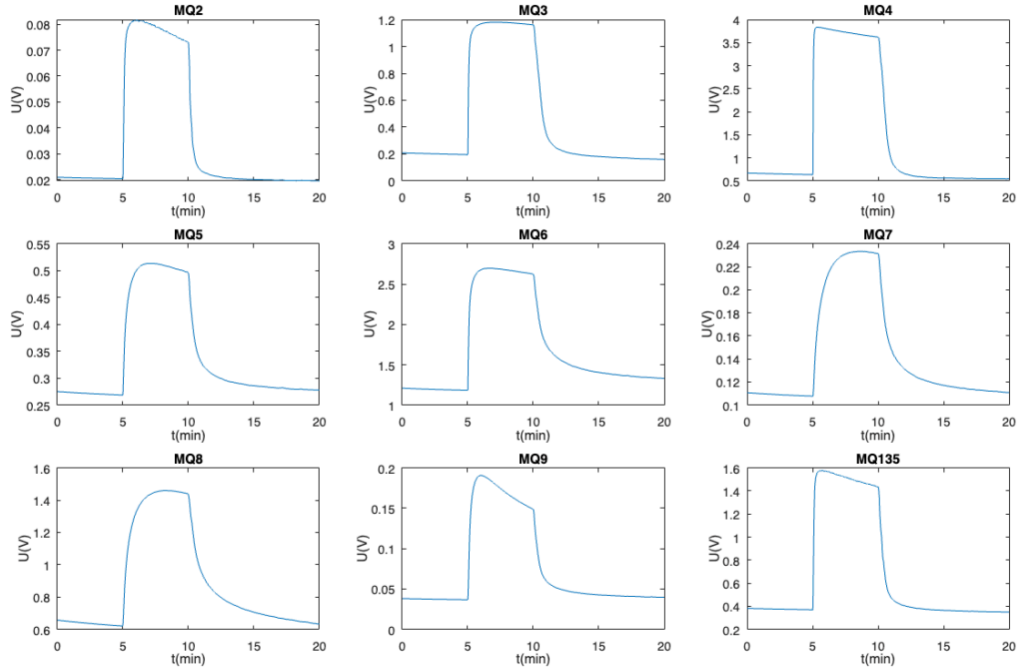 MQ2
0.08
0.07
0.06
0.05
0.04
0.03
0.02
U(V)
0 5 10 15 20
t(min)
MQ3
1.2
1
0.8
0.6
0.4
0.2
0
U(V)
0 5 10 15 20
t(min)
MQ4
4
3.5
3
2.5
2
1.5
1
0.5
U(V)
0 5 10 15 20
t(min)
MQ5
0.55
0.5
0.45
0.4
0.35
0.3
0.25
U(V)
0 5 10 15 20
t(min)
MQ6
3
2.5
2
1.5
1
U(V)
0 5 10 15 20
t(min)
MQ7
0.24
0.22
0.2
0.18
0.16
0.14
0.12
0.1
U(V)
0 5 10 15 20
t(min)
MQ8
1.6
1.4
1.2
1
0.8
0.6
U(V)
0 5 10 15 20
t(min)
MQ9
0.2
0.15
0.1
0.05
0
U(V)
0 5 10 15 20
t(min)
MQ135
1.6
1.4
1.2
1
0.8
0.6
0.4
0.2
U(V)
0 5 10 15 20
t(min)